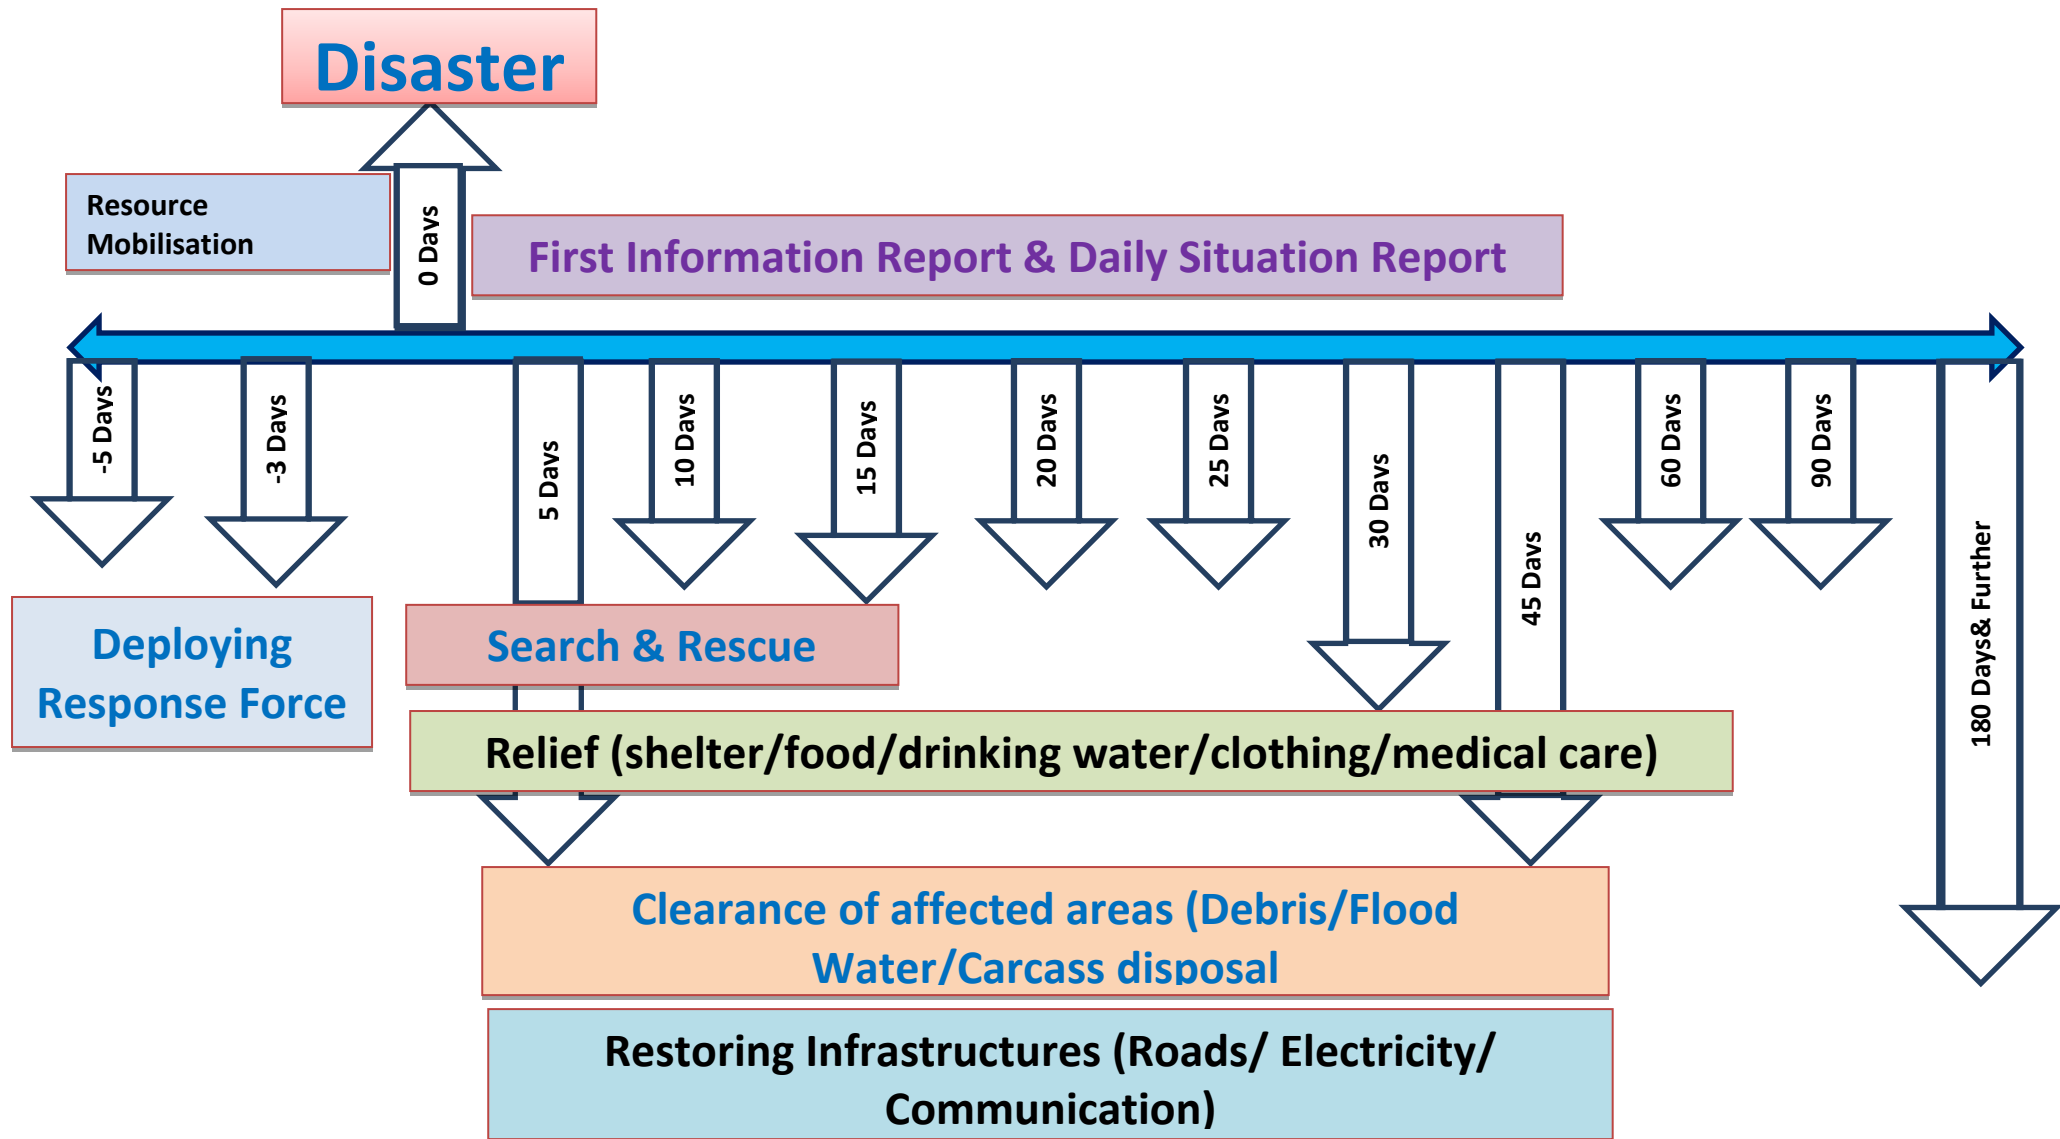 Disaster
Resource
Mobilisation
0 Days
First Information Report & Daily Situation Report
-5 Days
-3 Days
5 Days
10 Days
15 Days
20 Days
25 Days
30 Days
45 Days
60 Days
90 Days
180 Days& Further
Deploying
Response Force
Search & Rescue
Relief (shelter/food/drinking water/clothing/medical care)
Clearance of affected areas (Debris/Flood
Water/Carcass disposal
Restoring Infrastructures (Roads/ Electricity/
Communication)